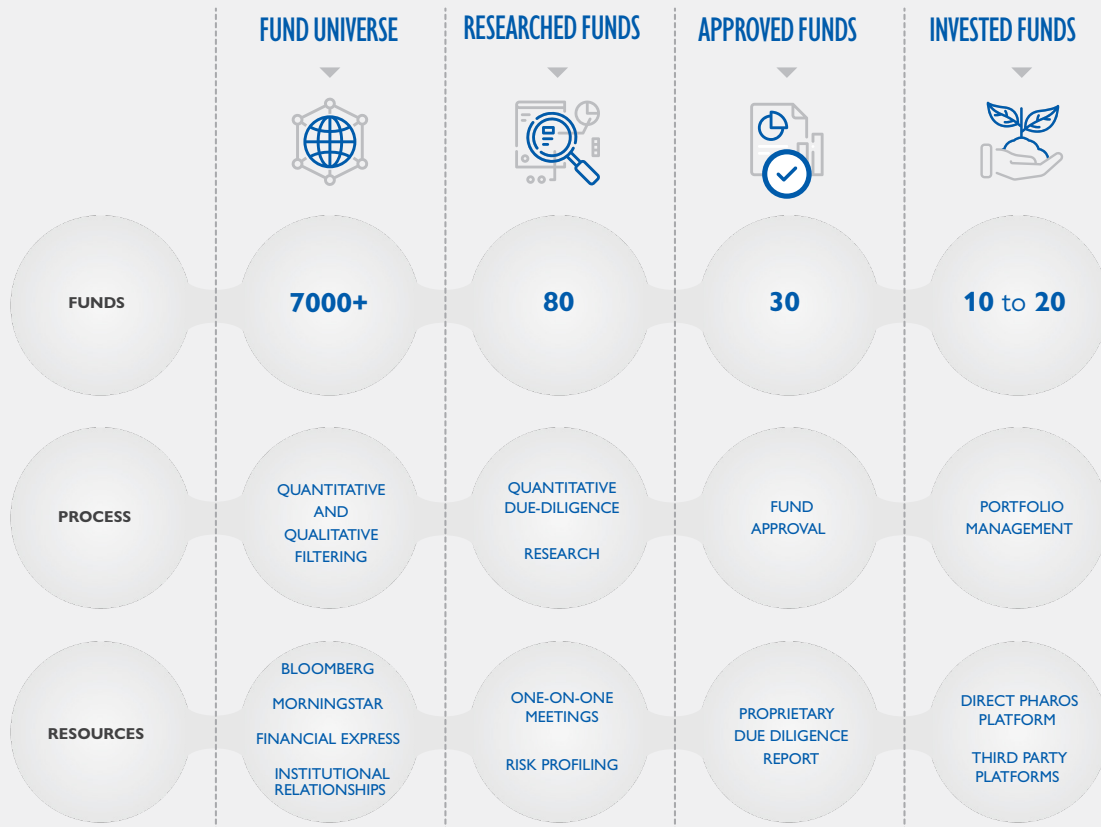 FUND UNIVERSE
RESEARCHED FUNDS
APPROVED FUNDS
INVESTED FUNDS
FUNDS
7000+
80
30
10 to 20
PROCESS
QUANTITATIVE
AND
QUALITATIVE
FILTERING
QUANTITATIVE
DUE-DILIGENCE
RESEARCH
FUND
APPROVAL
PORTFOLIO
MANAGEMENT
RESOURCES
BLOOMBERG
MORNINGSTAR
FINANCIAL EXPRESS
INSTITUTIONAL
RELATIONSHIPS
ONE-ON-ONE
MEETINGS
RISK PROFILING
PROPRIETARY
DUE DILIGENCE
REPORT
DIRECT PHAROS
PLATFORM
THIRD PARTY
PLATFORMS